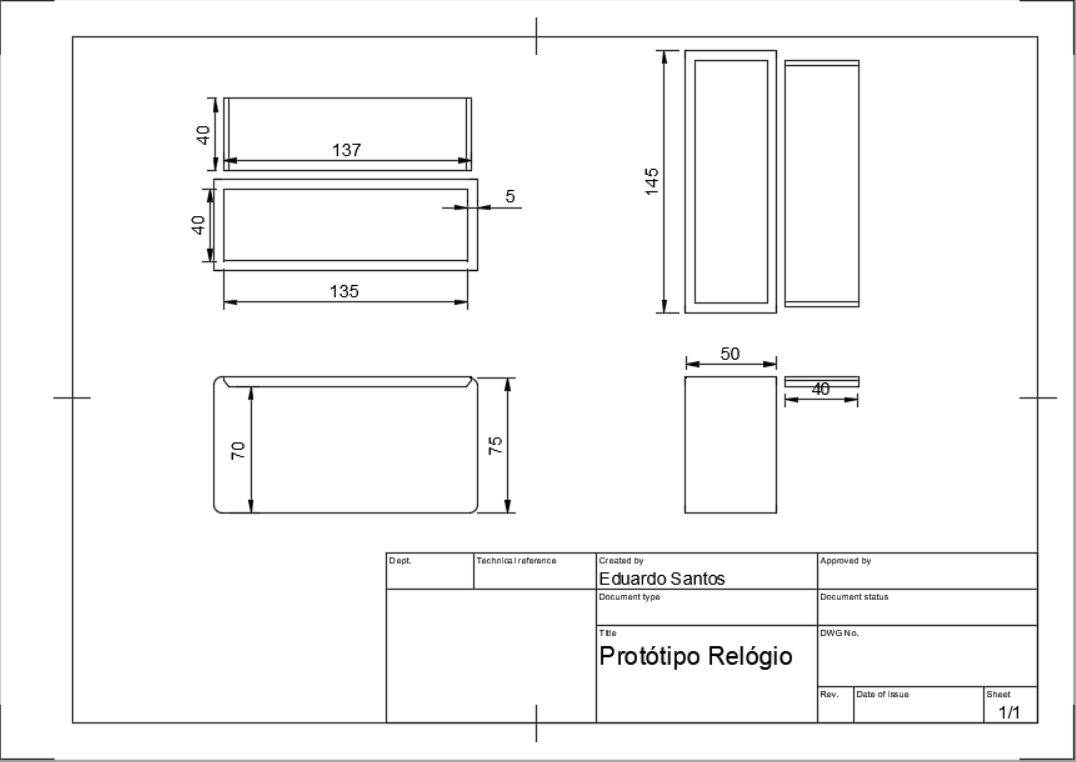 40
137
5
40
135
145
50
40
70
75
Dept.
Technical reference
Created by
Eduardo Santos
Approved by
Document type
Document status
Title
Protótipo Relógio
DWG No.
Rev.
Date of issue
Sheet
1/1